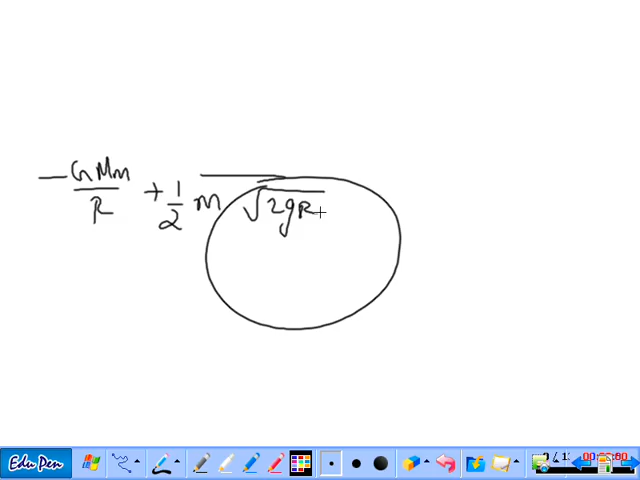 -GMm/R + 1/2 m √2gR
Edu Pen